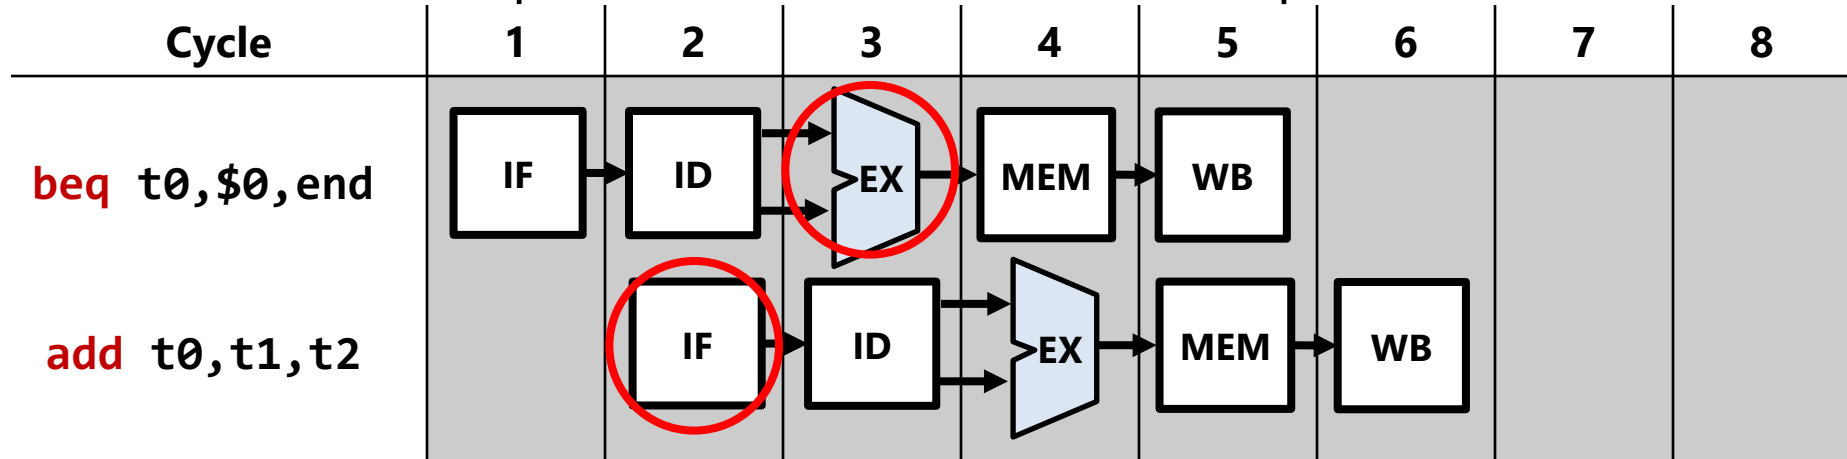 Cycle 1 2 3 4 5 6 7 8
beq t0,$0,end IF ID EX MEM WB
add t0,t1,t2 IF ID EX MEM WB